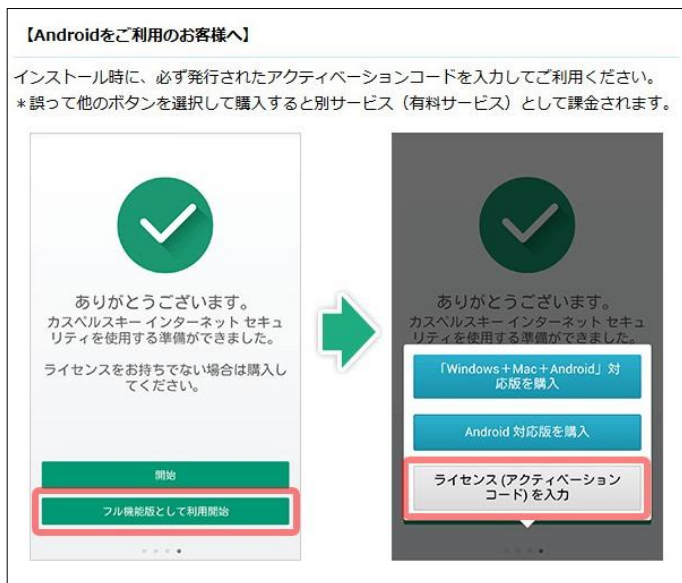 【Androidをご利用のお客様へ】
インストール時に、必ず発行されたアクティベーションコードを入力してご利用ください。
＊誤って他のボタンを選択して購入すると別サービス（有料サービス）として課金されます。
ありがとうございます。
カスペルスキー インターネット セキュ
リティを使用する準備ができました。
ライセンスをお持ちでない場合は購入し
てください。
開始
フル機能版として利用開始
ありがとうございます。
カスペルスキー インターネット セキュ
リティを使用する準備ができました。
「Windows＋Mac＋Android」対
応版を購入
Android 対応版を購入
ライセンス (アクティベーション
コード) を入力